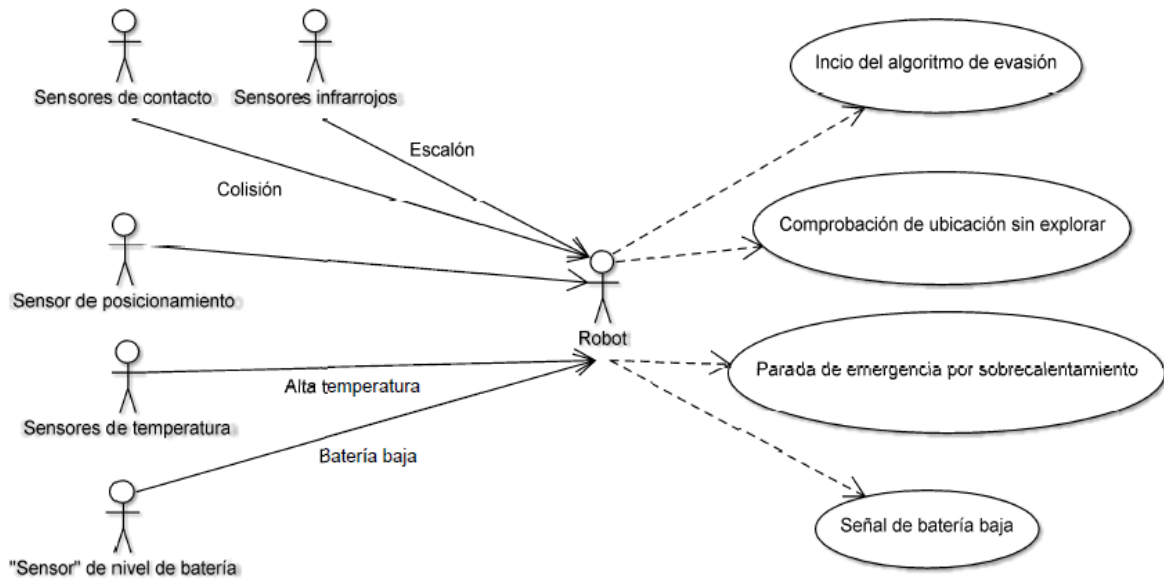 Sensores de contacto
Sensores infrarrojos
Incio del algoritmo de evasión
Escalón
Colisión
Comprobación de ubicación sin explorar
Sensor de posicionamiento
Robot
Alta temperatura
Parada de emergencia por sobrecalentamiento
Sensores de temperatura
Batería baja
Señal de batería baja
"Sensor" de nivel de batería